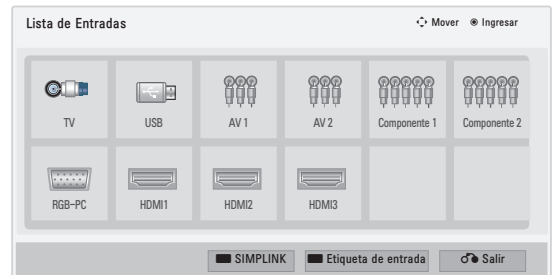 Lista de Entradas Mover Ingresar
TV USB AV 1 AV 2 Componente 1 Componente 2
RGB-PC HDMI1 HDMI2 HDMI3
SIMPLINK Etiqueta de entrada Salir